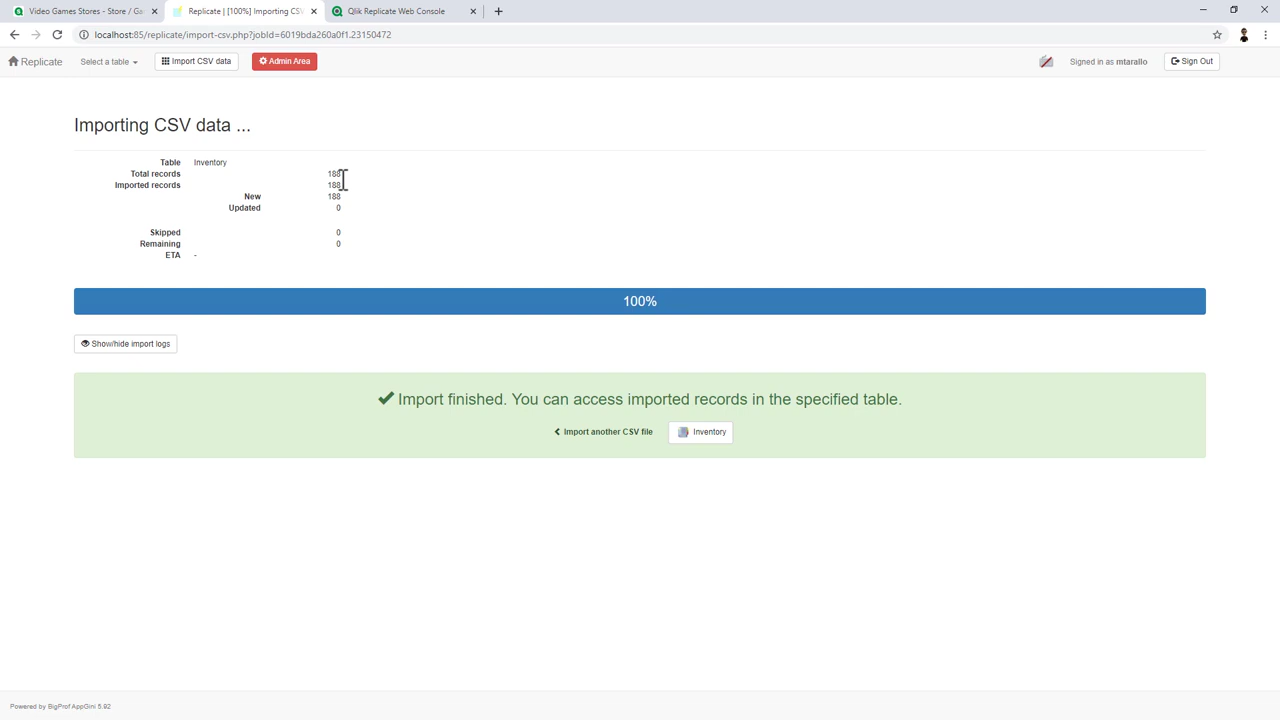 Video Games Stores - Store / Ga
Replicate | [100%] Importing CSV
Qlik Replicate Web Console
localhost:85/replicate/import-csv.php?jobId=6019bda260a0f1.23150472
Replicate
Select a table
Import CSV data
Admin Area
Signed in as mtarallo
Sign Out
Importing CSV data ...
Table Inventory
Total records 188
Imported records 188
New 188
Updated 0
Skipped 0
Remaining 0
ETA -
100%
Show/hide import logs
Import finished. You can access imported records in the specified table.
Import another CSV file
Inventory
Powered by BigProf AppGini 5.92